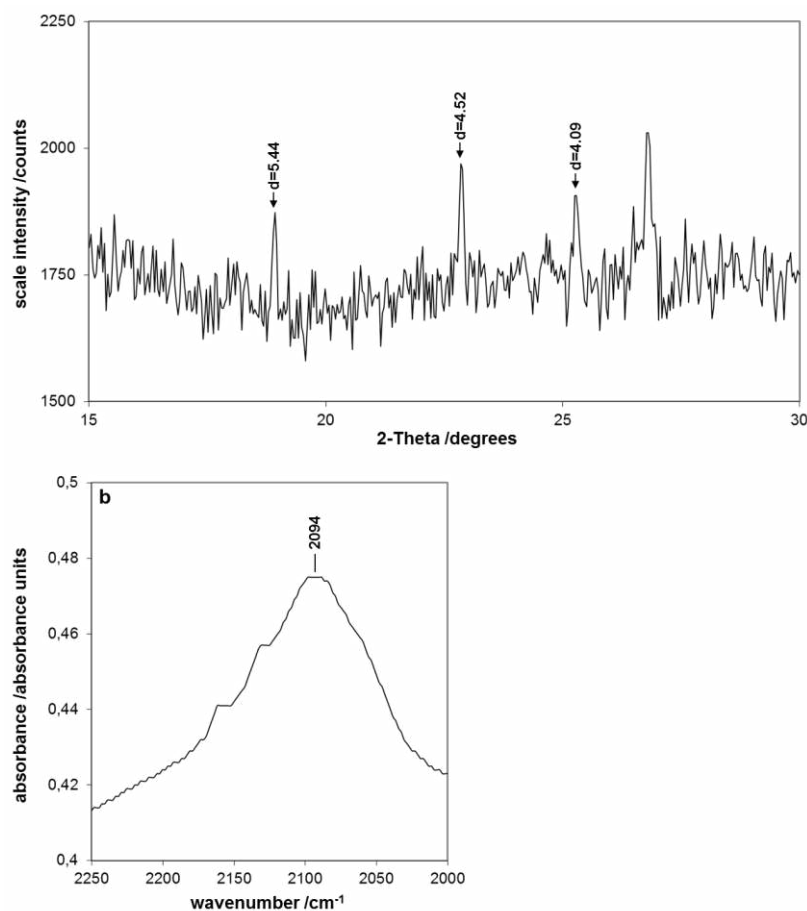 2250
2000
1750
1500
scale intensity /counts
d=5.44
d=4.52
d=4.09
15
20
25
30
2-Theta /degrees
b
0,5
0,48
0,46
0,44
0,42
0,4
absorbance /absorbance units
2094
2250
2200
2150
2100
2050
2000
wavenumber /cm⁻¹